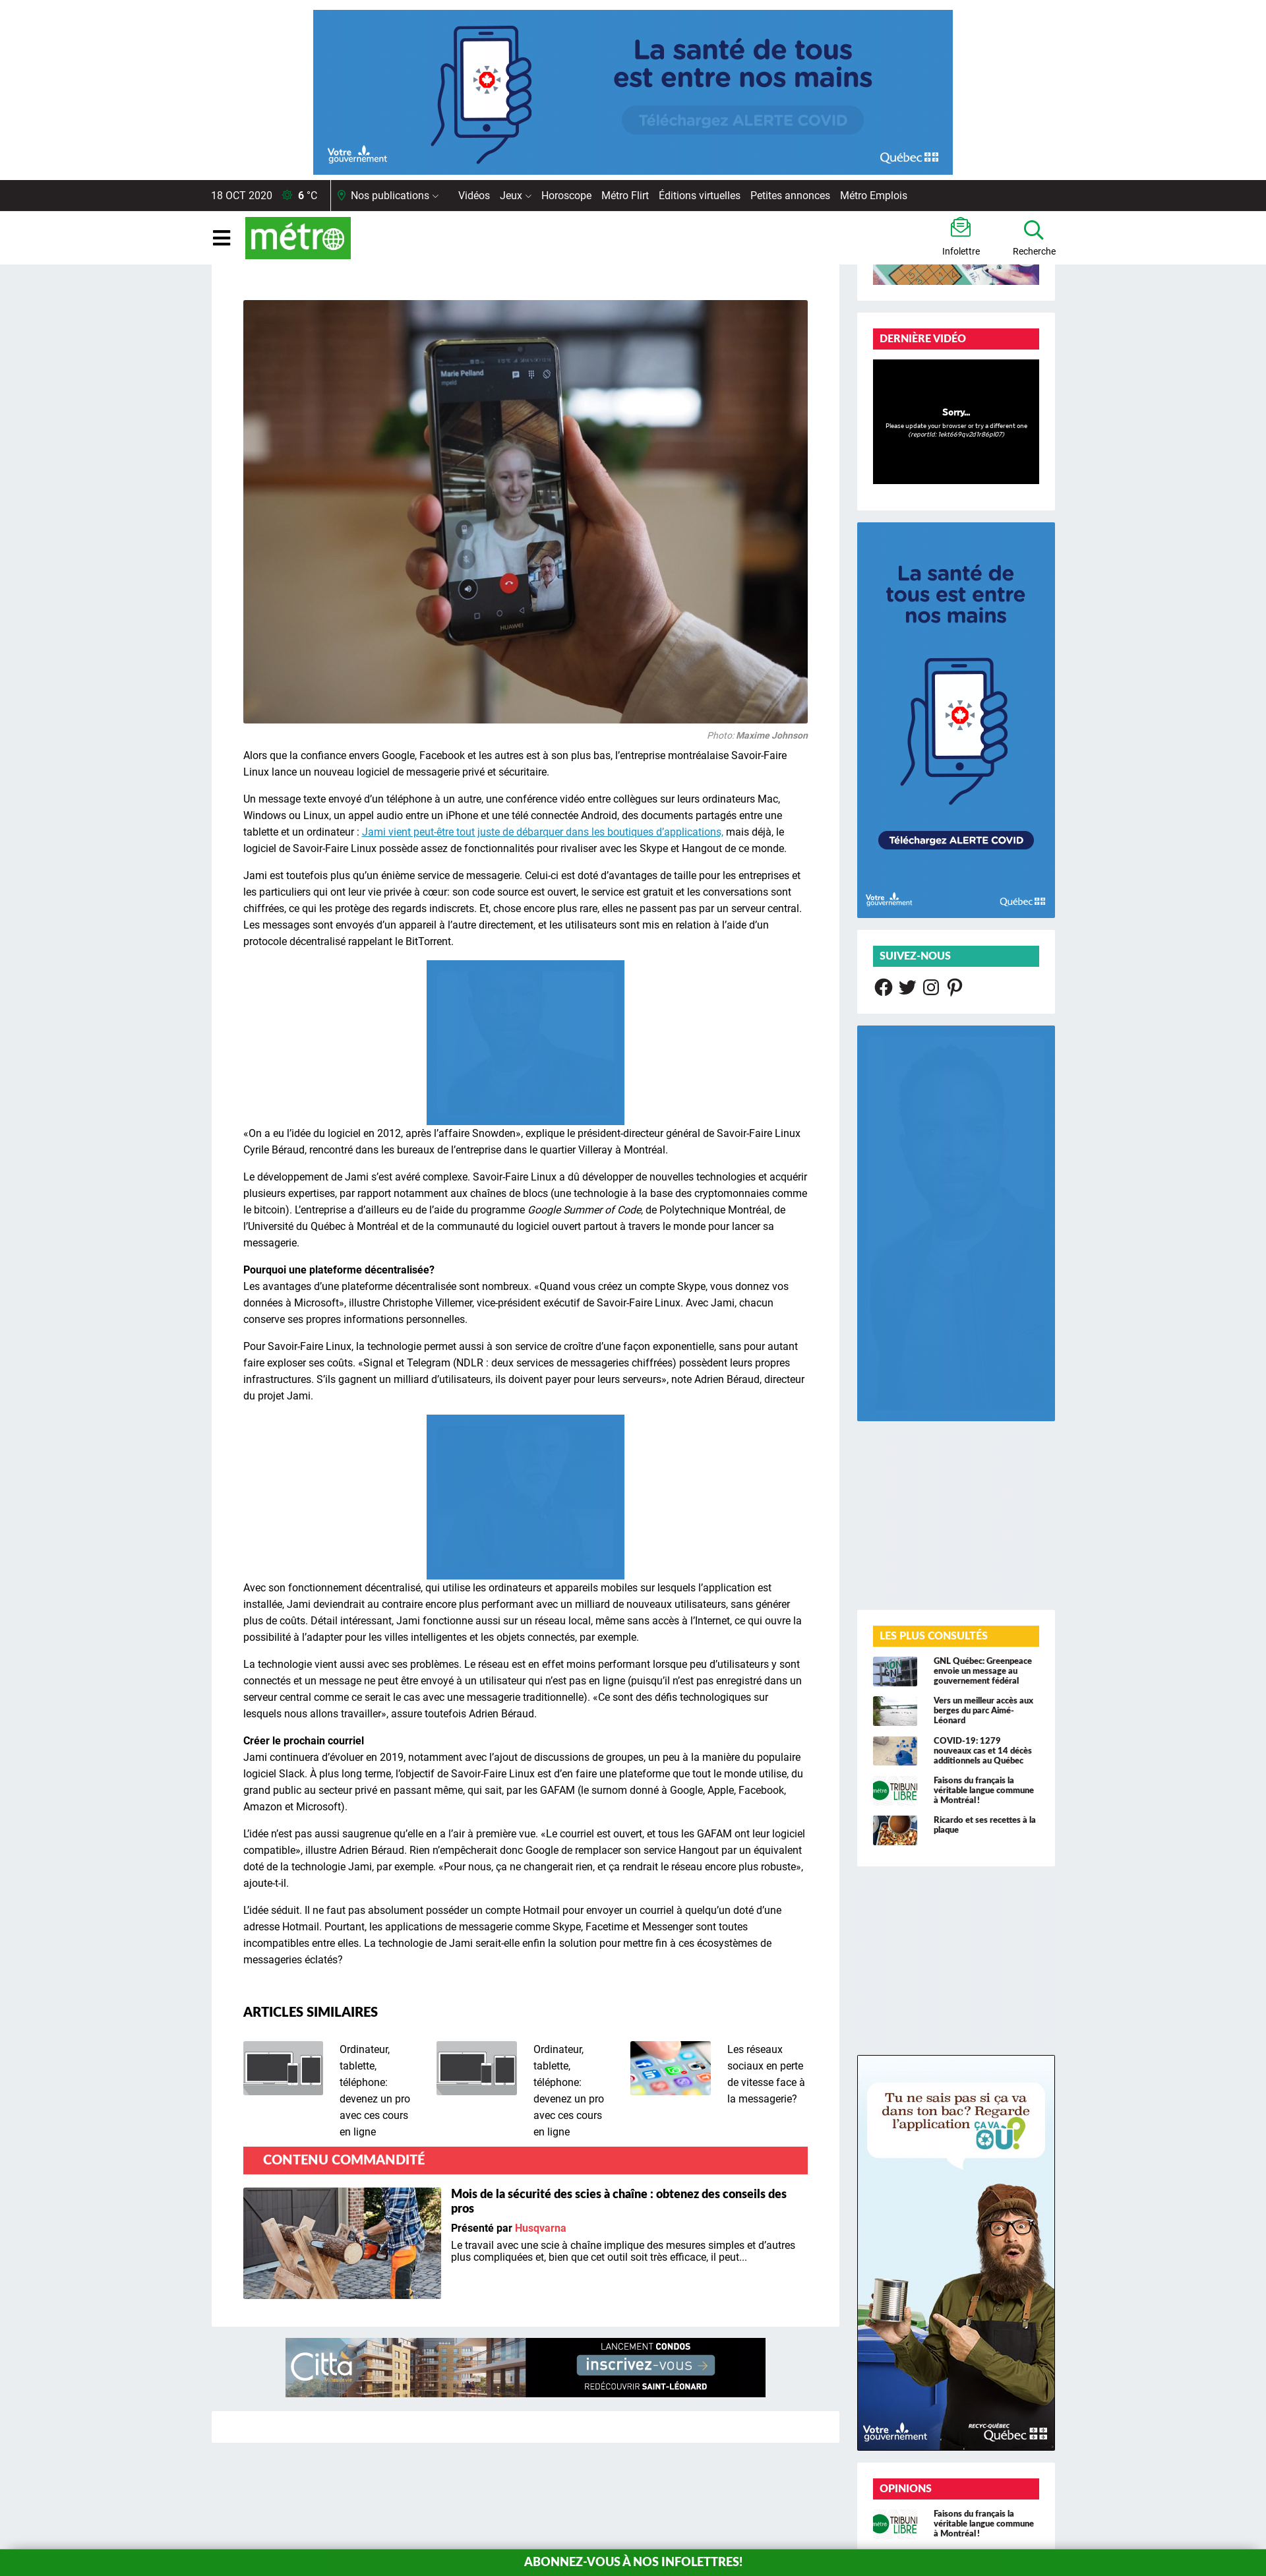 La santé de tous
est entre nos mains
Téléchargez ALERTE COVID
Votre
gouvernement
Québec
18 OCT 2020
6 °C
Nos publications
Vidéos
Jeux
Horoscope
Métro Flirt
Éditions virtuelles
Petites annonces
Métro Emplois
métro
Infolettre
Recherche
Marie Pelland
HUAWEI
Photo: Maxime Johnson
Alors que la confiance envers Google, Facebook et les autres est à son plus bas, l’entreprise montréalaise Savoir-Faire
Linux lance un nouveau logiciel de messagerie privé et sécuritaire.
Un message texte envoyé d’un téléphone à un autre, une conférence vidéo entre collègues sur leurs ordinateurs Mac,
Windows ou Linux, un appel audio entre un iPhone et une télé connectée Android, des documents partagés entre une
tablette et un ordinateur : Jami vient peut-être tout juste de débarquer dans les boutiques d’applications, mais déjà, le
logiciel de Savoir-Faire Linux possède assez de fonctionnalités pour rivaliser avec les Skype et Hangout de ce monde.
Jami est toutefois plus qu’un énième service de messagerie. Celui-ci est doté d’avantages de taille pour les entreprises et
les particuliers qui ont leur vie privée à cœur: son code source est ouvert, le service est gratuit et les conversations sont
chiffrées, ce qui les protège des regards indiscrets. Et, chose encore plus rare, elles ne passent pas par un serveur central.
Les messages sont envoyés d’un appareil à l’autre directement, et les utilisateurs sont mis en relation à l’aide d’un
protocole décentralisé rappelant le BitTorrent.
«On a eu l’idée du logiciel en 2012, après l’affaire Snowden», explique le président-directeur général de Savoir-Faire Linux
Cyrile Béraud, rencontré dans les bureaux de l’entreprise dans le quartier Villeray à Montréal.
Le développement de Jami s’est avéré complexe. Savoir-Faire Linux a dû développer de nouvelles technologies et acquérir
plusieurs expertises, par rapport notamment aux chaînes de blocs (une technologie à la base des cryptomonnaies comme
le bitcoin). L’entreprise a d’ailleurs eu de l’aide du programme Google Summer of Code, de Polytechnique Montréal, de
l’Université du Québec à Montréal et de la communauté du logiciel ouvert partout à travers le monde pour lancer sa
messagerie.
Pourquoi une plateforme décentralisée?
Les avantages d’une plateforme décentralisée sont nombreux. «Quand vous créez un compte Skype, vous donnez vos
données à Microsoft», illustre Christophe Villemer, vice-président exécutif de Savoir-Faire Linux. Avec Jami, chacun
conserve ses propres informations personnelles.
Pour Savoir-Faire Linux, la technologie permet aussi à son service de croître d’une façon exponentielle, sans pour autant
faire exploser ses coûts. «Signal et Telegram (NDLR : deux services de messageries chiffrées) possèdent leurs propres
infrastructures. S’ils gagnent un milliard d’utilisateurs, ils doivent payer pour leurs serveurs», note Adrien Béraud, directeur
du projet Jami.
Avec son fonctionnement décentralisé, qui utilise les ordinateurs et appareils mobiles sur lesquels l’application est
installée, Jami deviendrait au contraire encore plus performant avec un milliard de nouveaux utilisateurs, sans générer
plus de coûts. Détail intéressant, Jami fonctionne aussi sur un réseau local, même sans accès à l’Internet, ce qui ouvre la
possibilité à l’adapter pour les villes intelligentes et les objets connectés, par exemple.
La technologie vient aussi avec ses problèmes. Le réseau est en effet moins performant lorsque peu d’utilisateurs y sont
connectés et un message ne peut être envoyé à un utilisateur qui n’est pas en ligne (puisqu’il n’est pas enregistré dans un
serveur central comme ce serait le cas avec une messagerie traditionnelle). «Ce sont des défis technologiques sur
lesquels nous allons travailler», assure toutefois Adrien Béraud.
Créer le prochain courriel
Jami continuera d’évoluer en 2019, notamment avec l’ajout de discussions de groupes, un peu à la manière du populaire
logiciel Slack. À plus long terme, l’objectif de Savoir-Faire Linux est d’en faire une plateforme que tout le monde utilise, du
grand public au secteur privé en passant même, qui sait, par les GAFAM (le surnom donné à Google, Apple, Facebook,
Amazon et Microsoft).
L’idée n’est pas aussi saugrenue qu’elle en a l’air à première vue. «Le courriel est ouvert, et tous les GAFAM ont leur logiciel
compatible», illustre Adrien Béraud. Rien n’empêcherait donc Google de remplacer son service Hangout par un équivalent
doté de la technologie Jami, par exemple. «Pour nous, ça ne changerait rien, et ça rendrait le réseau encore plus robuste»,
ajoute-t-il.
L’idée séduit. Il ne faut pas absolument posséder un compte Hotmail pour envoyer un courriel à quelqu’un doté d’une
adresse Hotmail. Pourtant, les applications de messagerie comme Skype, Facetime et Messenger sont toutes
incompatibles entre elles. La technologie de Jami serait-elle enfin la solution pour mettre fin à ces écosystèmes de
messageries éclatés?
ARTICLES SIMILAIRES
Ordinateur,
tablette,
téléphone:
devenez un pro
avec ces cours
en ligne
Ordinateur,
tablette,
téléphone:
devenez un pro
avec ces cours
en ligne
Les réseaux
sociaux en perte
de vitesse face à
la messagerie?
CONTENU COMMANDITÉ
Mois de la sécurité des scies à chaîne : obtenez des conseils des
pros
Présenté par Husqvarna
Le travail avec une scie à chaîne implique des mesures simples et d’autres
plus compliquées et, bien que cet outil soit très efficace, il peut...
Città
LANCEMENT CONDOS
inscrivez-vous
REDÉCOUVRIR SAINT-LÉONARD
DERNIÈRE VIDÉO
Sorry...
Please update your browser or try a different one
(reportId: 1ekt669qv2d1r86pl07)
La santé de
tous est entre
nos mains
Téléchargez ALERTE COVID
Votre
gouvernement
Québec
SUIVEZ-NOUS
LES PLUS CONSULTÉS
GNL Québec: Greenpeace
envoie un message au
gouvernement fédéral
Vers un meilleur accès aux
berges du parc Aimé-
Léonard
COVID-19: 1279
nouveaux cas et 14 décès
additionnels au Québec
métro
TRIBUNE
LIBRE
Faisons du français la
véritable langue commune
à Montréal !
Ricardo et ses recettes à la
plaque
Tu ne sais pas si ça va
dans ton bac? Regarde
l’application ÇA VA
OÙ?
Votre
gouvernement
RECYC-QUÉBEC
Québec
OPINIONS
métro
TRIBUNE
LIBRE
Faisons du français la
véritable langue commune
à Montréal !
ABONNEZ-VOUS À NOS INFOLETTRES!